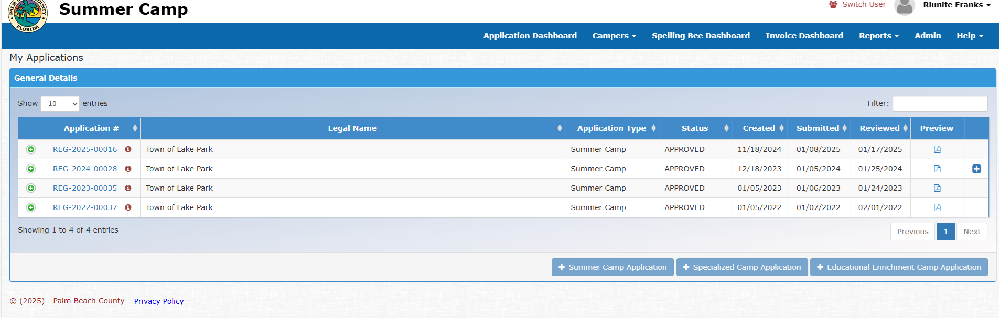 PALM COUNTY
FLORIDA
Summer Camp
Switch User
Riunite Franks
Application Dashboard Campers Spelling Bee Dashboard Invoice Dashboard Reports Admin Help
My Applications
General Details
Show 10 entries Filter:
Application # Legal Name Application Type Status Created Submitted Reviewed Preview
REG-2025-00016 Town of Lake Park Summer Camp APPROVED 11/18/2024 01/08/2025 01/17/2025
REG-2024-00028 Town of Lake Park Summer Camp APPROVED 12/18/2023 01/05/2024 01/25/2024
REG-2023-00035 Town of Lake Park Summer Camp APPROVED 01/05/2023 01/06/2023 01/24/2023
REG-2022-00037 Town of Lake Park Summer Camp APPROVED 01/05/2022 01/07/2022 02/01/2022
Showing 1 to 4 of 4 entries Previous 1 Next
Summer Camp Application Specialized Camp Application Educational Enrichment Camp Application
© (2025) - Palm Beach County Privacy Policy